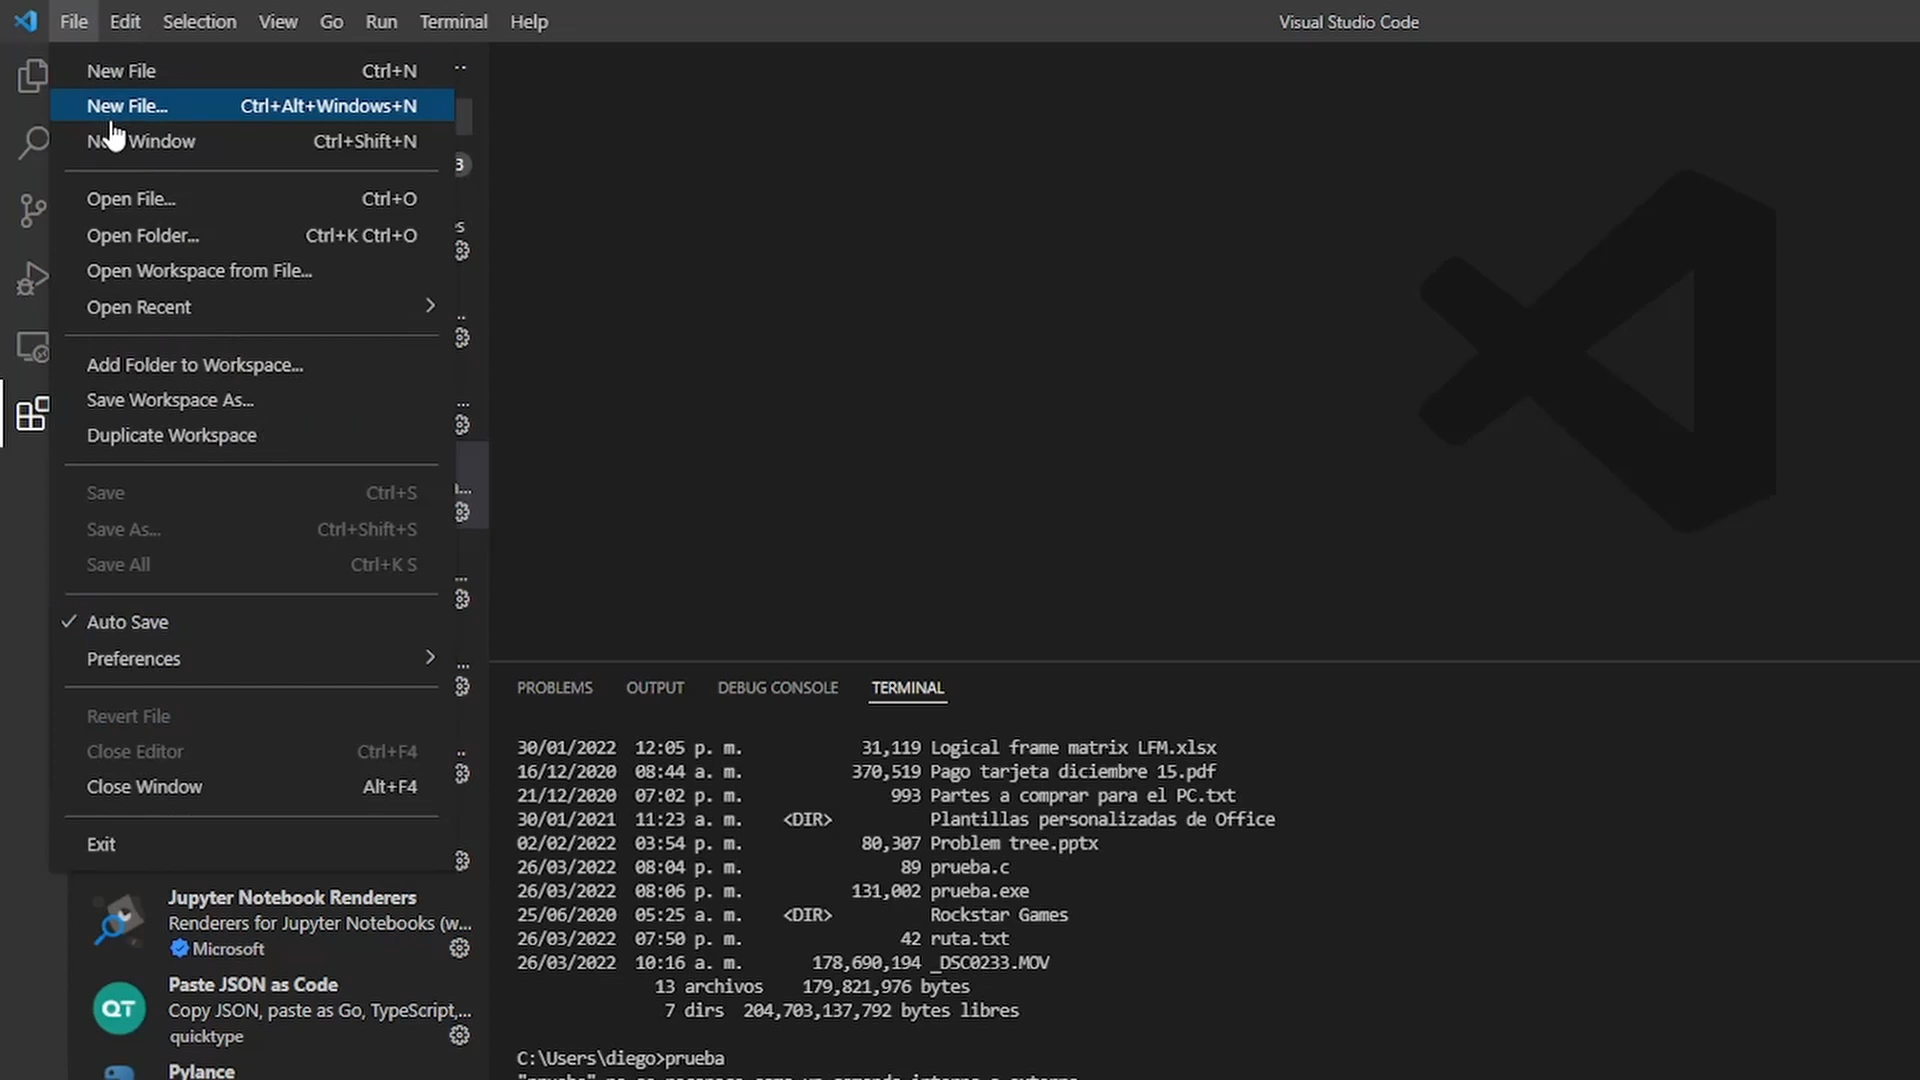 File Edit Selection View Go Run Terminal Help
Visual Studio Code
New File Ctrl+N
New File... Ctrl+Alt+Windows+N
Window Ctrl+Shift+N
Open File... Ctrl+O
Open Folder... Ctrl+K Ctrl+O
Open Workspace from File...
Open Recent
Add Folder to Workspace...
Save Workspace As...
Duplicate Workspace
Save Ctrl+S
Save As... Ctrl+Shift+S
Save All Ctrl+K S
Auto Save
Preferences
Revert File
Close Editor Ctrl+F4
Close Window Alt+F4
Exit
Jupyter Notebook Renderers
Renderers for Jupyter Notebooks (w...
Microsoft
Paste JSON as Code
Copy JSON, paste as Go, TypeScript,...
quicktype
Pylance
PROBLEMS OUTPUT DEBUG CONSOLE TERMINAL
30/01/2022 12:05 p. m. 31,119 Logical frame matrix LFM.xlsx
16/12/2020 08:44 a. m. 370,519 Pago tarjeta diciembre 15.pdf
21/12/2020 07:02 p. m. 993 Partes a comprar para el PC.txt
30/01/2021 11:23 a. m. <DIR> Plantillas personalizadas de Office
02/02/2022 03:54 p. m. 80,307 Problem tree.pptx
26/03/2022 08:04 p. m. 89 prueba.c
26/03/2022 08:06 p. m. 131,002 prueba.exe
25/06/2020 05:25 a. m. <DIR> Rockstar Games
26/03/2022 07:50 p. m. 42 ruta.txt
26/03/2022 10:16 a. m. 178,690,194 _DSC0233.MOV
13 archivos 179,821,976 bytes
7 dirs 204,703,137,792 bytes libres
C:\Users\diego>prueba